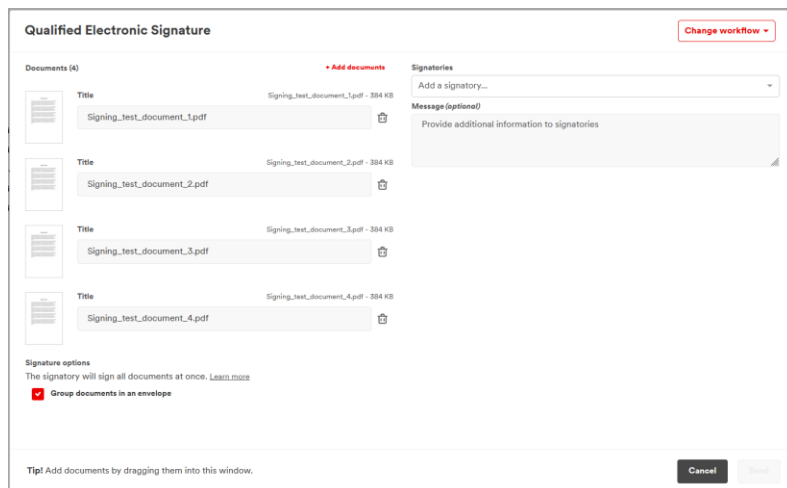 Qualified Electronic Signature
Change workflow
Documents (4)
+ Add documents
Title
Signing_test_document_1.pdf - 384 KB
Signing_test_document_1.pdf
Title
Signing_test_document_2.pdf - 384 KB
Signing_test_document_2.pdf
Title
Signing_test_document_3.pdf - 384 KB
Signing_test_document_3.pdf
Title
Signing_test_document_4.pdf - 384 KB
Signing_test_document_4.pdf
Signature options
The signatory will sign all documents at once. Learn more
Group documents in an envelope
Signatories
Add a signatory...
Message (optional)
Provide additional information to signatories
Tip! Add documents by dragging them into this window.
Cancel
Send